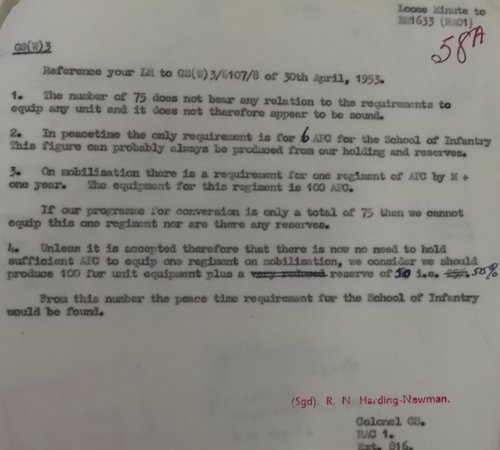 Loose Minute to
BM1633 (RAC1)
58A
GS(W)3
Reference your LM to GS(W)3/6107/8 of 30th April, 1953.
1. The number of 75 does not bear any relation to the requirements to
equip any unit and it does not therefore appear to be sound.
2. In peacetime the only requirement is for 6 APC for the School of Infantry
This figure can probably always be produced from our holding and reserves.
3. On mobilisation there is a requirement for one regiment of APC by M +
one year. The equipment for this regiment is 100 APC.
If our programme for conversion is only a total of 75 then we cannot
equip this one regiment nor are there any reserves.
4. Unless it is accepted therefore that there is now no need to hold
sufficient APC to equip one regiment on mobilisation, we consider we should
produce 100 for unit equipment plus a very reduced reserve of 50 i.e. 25%. 50%
From this number the peace time requirement for the School of Infantry
would be found.
(Sgd). R. N. Harding-Newman.
Colonel GS.
RAC 1.
Ext. 816.